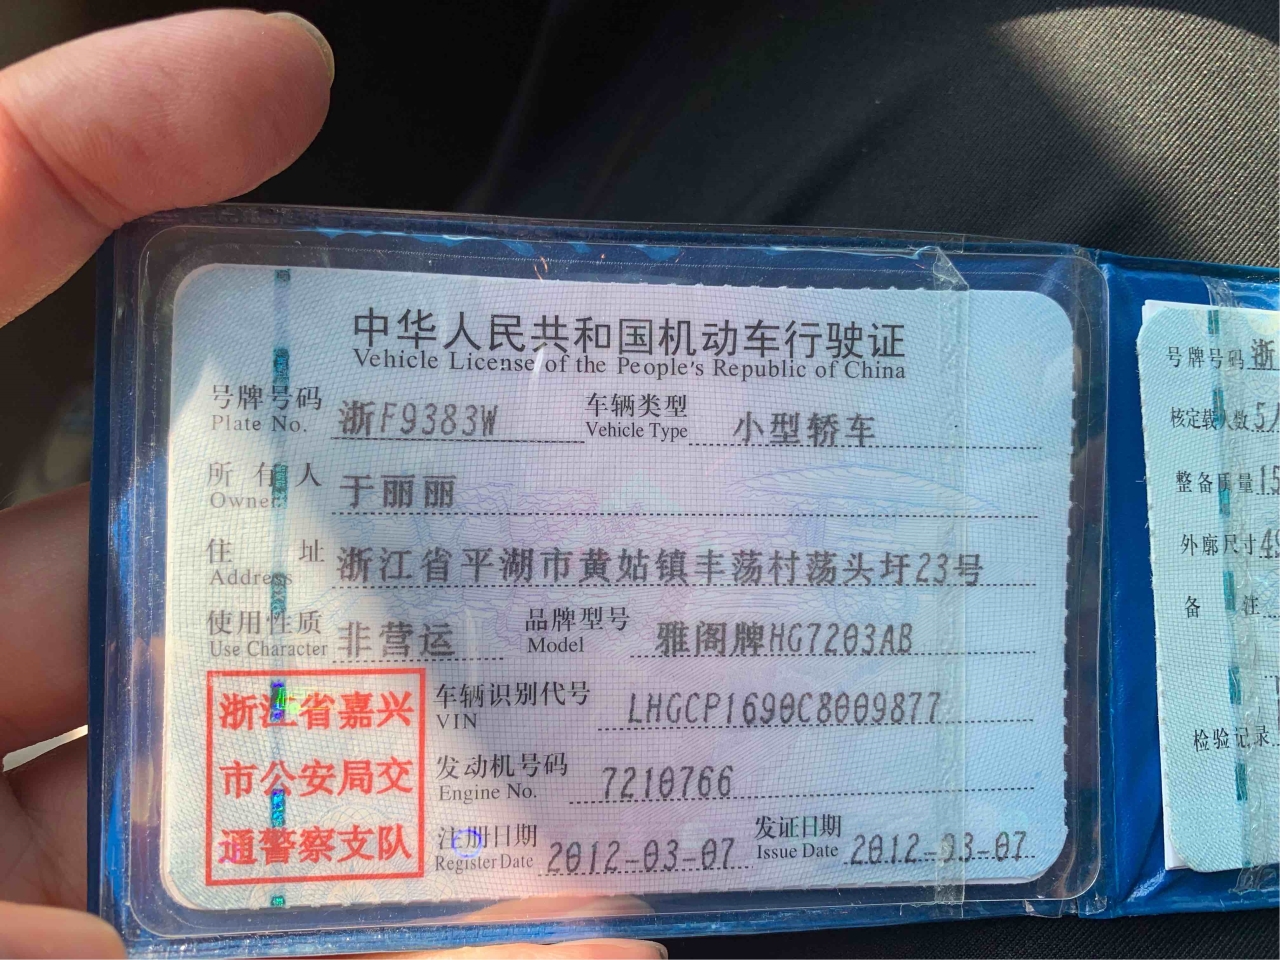 中华人民共和国机动车行驶证
Vehicle License of the People's Republic of China
号牌号码 浙F9383W 车辆类型 小型轿车
Plate No. Vehicle Type
所有人 于丽丽
Owner
住址 浙江省平湖市黄姑镇丰荡村荡头圩23号
Address
使用性质 非营运 品牌型号 雅阁牌HG7203AB
Use Character Model
浙江省嘉兴
市公安局交
通警察支队
车辆识别代号 LHGCP1690C8009877
VIN
发动机号码 7210766
Engine No.
注册日期 2012-03-07 发证日期 2012-03-07
Register Date Issue Date
号牌号码 浙
核定载人数 5
整备质量 15
外廓尺寸 49
备注
检验记录